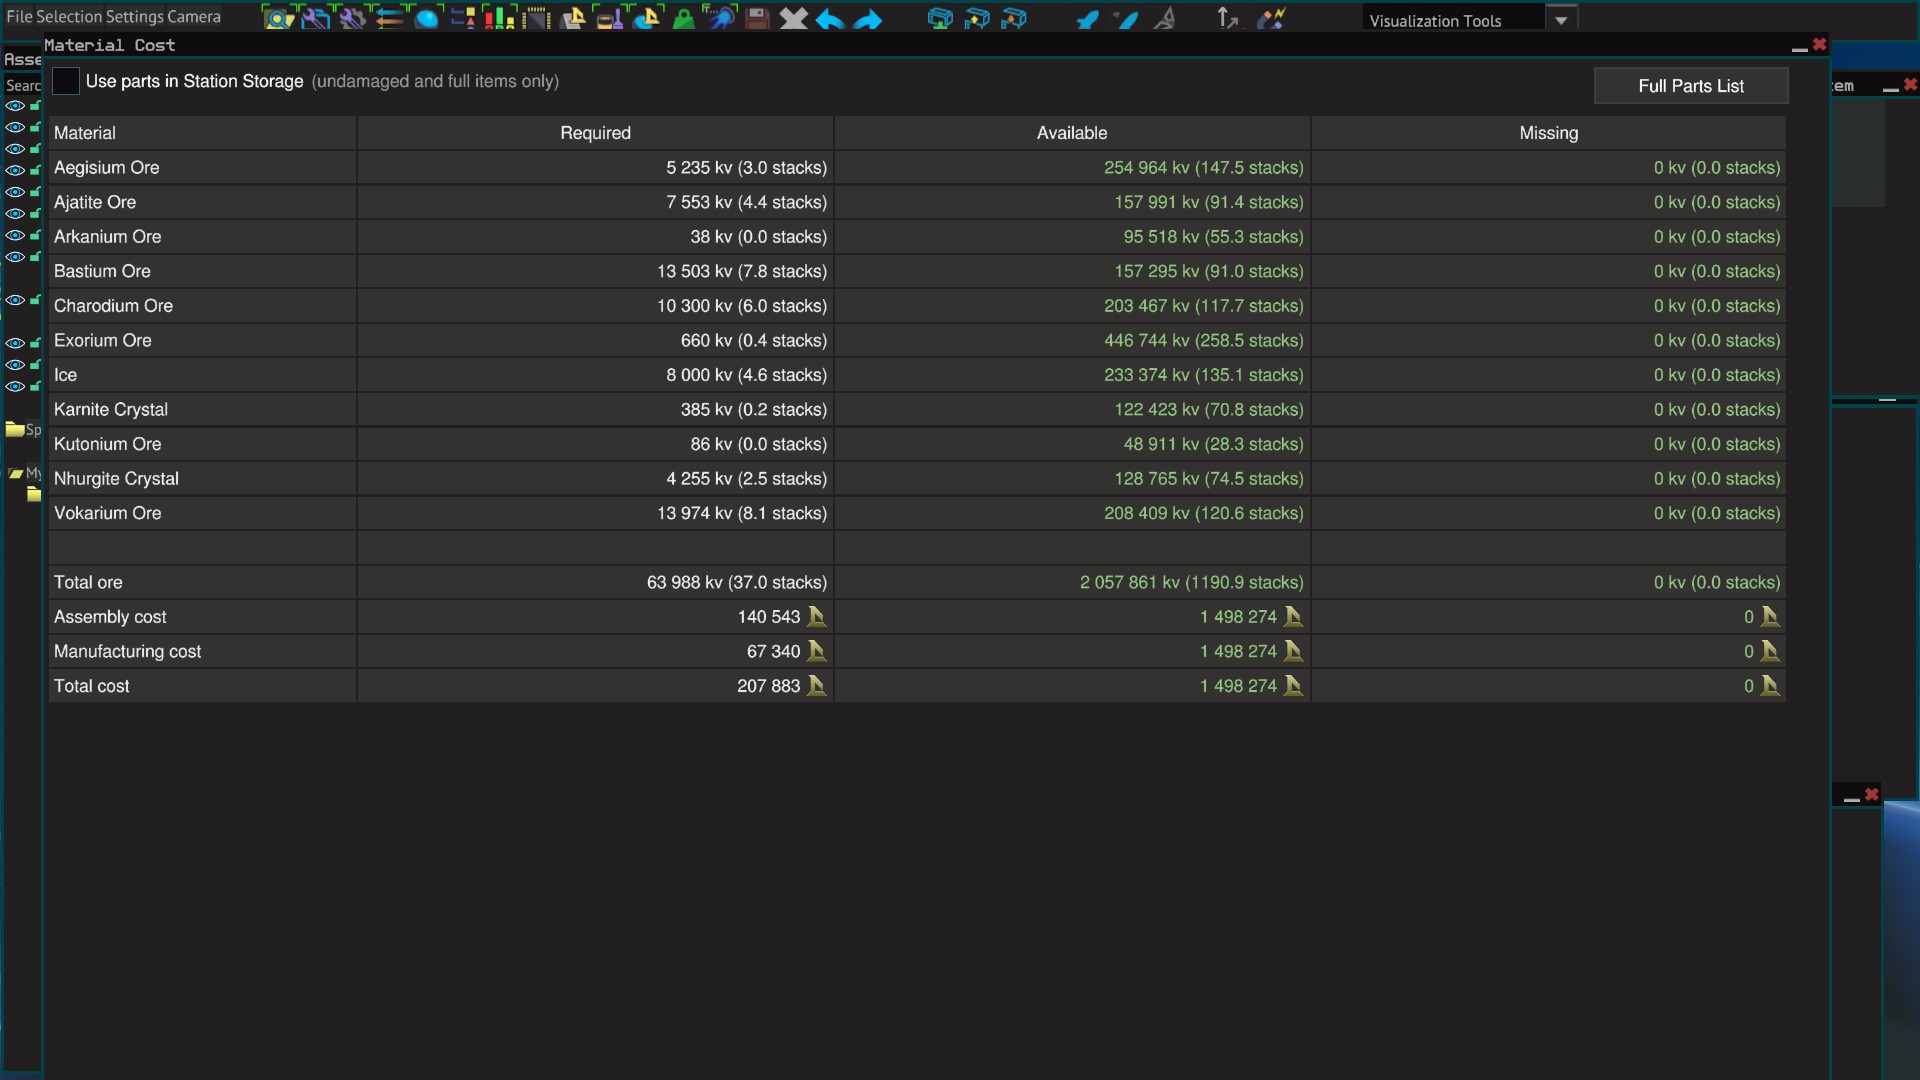 File Selection Settings Camera
Visualization Tools
Material Cost
Asse
Searc
Use parts in Station Storage (undamaged and full items only)
Full Parts List
em
Material Required Available Missing
Aegisium Ore 5 235 kv (3.0 stacks) 254 964 kv (147.5 stacks) 0 kv (0.0 stacks)
Ajatite Ore 7 553 kv (4.4 stacks) 157 991 kv (91.4 stacks) 0 kv (0.0 stacks)
Arkanium Ore 38 kv (0.0 stacks) 95 518 kv (55.3 stacks) 0 kv (0.0 stacks)
Bastium Ore 13 503 kv (7.8 stacks) 157 295 kv (91.0 stacks) 0 kv (0.0 stacks)
Charodium Ore 10 300 kv (6.0 stacks) 203 467 kv (117.7 stacks) 0 kv (0.0 stacks)
Exorium Ore 660 kv (0.4 stacks) 446 744 kv (258.5 stacks) 0 kv (0.0 stacks)
Ice 8 000 kv (4.6 stacks) 233 374 kv (135.1 stacks) 0 kv (0.0 stacks)
Karnite Crystal 385 kv (0.2 stacks) 122 423 kv (70.8 stacks) 0 kv (0.0 stacks)
Sp
Kutonium Ore 86 kv (0.0 stacks) 48 911 kv (28.3 stacks) 0 kv (0.0 stacks)
My
Nhurgite Crystal 4 255 kv (2.5 stacks) 128 765 kv (74.5 stacks) 0 kv (0.0 stacks)
Vokarium Ore 13 974 kv (8.1 stacks) 208 409 kv (120.6 stacks) 0 kv (0.0 stacks)
Total ore 63 988 kv (37.0 stacks) 2 057 861 kv (1190.9 stacks) 0 kv (0.0 stacks)
Assembly cost 140 543 1 498 274 0
Manufacturing cost 67 340 1 498 274 0
Total cost 207 883 1 498 274 0